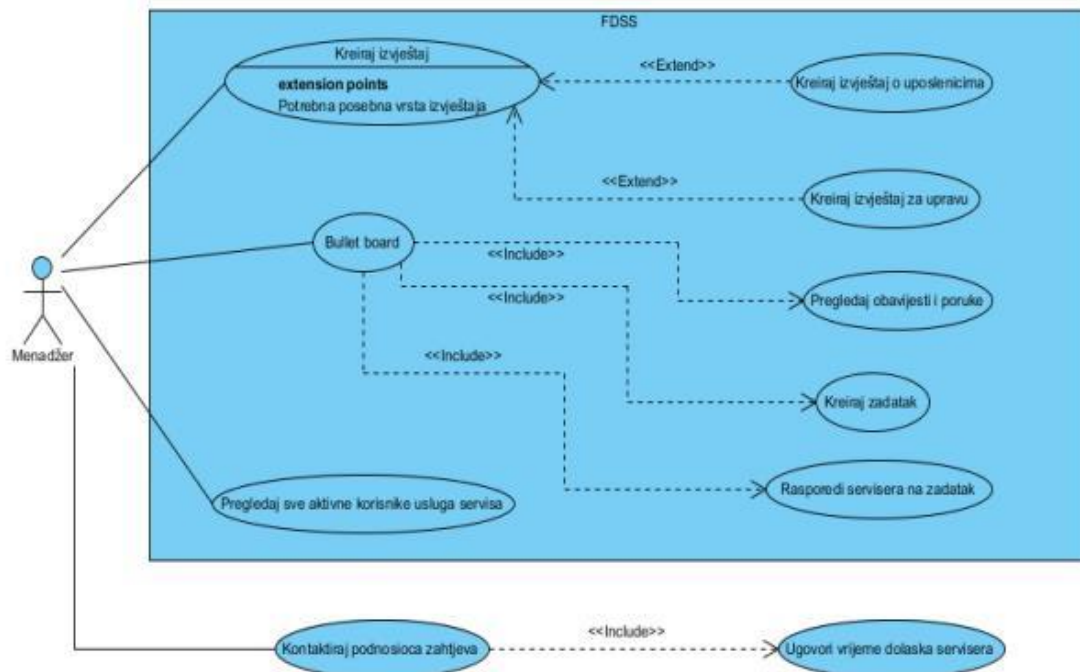 FDSS
Kreiraj izvještaj
extension points
Potrebna posebna vrsta izvještaja
<<Extend>>
Kreiraj izvještaj o uposlenicima
<<Extend>>
Kreiraj izvještaj za upravu
Bullet board
<<Include>>
Pregledaj obavijesti i poruke
<<Include>>
Menadžer
<<Include>>
Kreiraj zadatak
Pregledaj sve aktivne korisnike usluga servisa
Rasporedi servisera na zadatak
Kontaktiraj podnosioca zahtjeva
<<Include>>
Ugovori vrijeme dolaska servisera